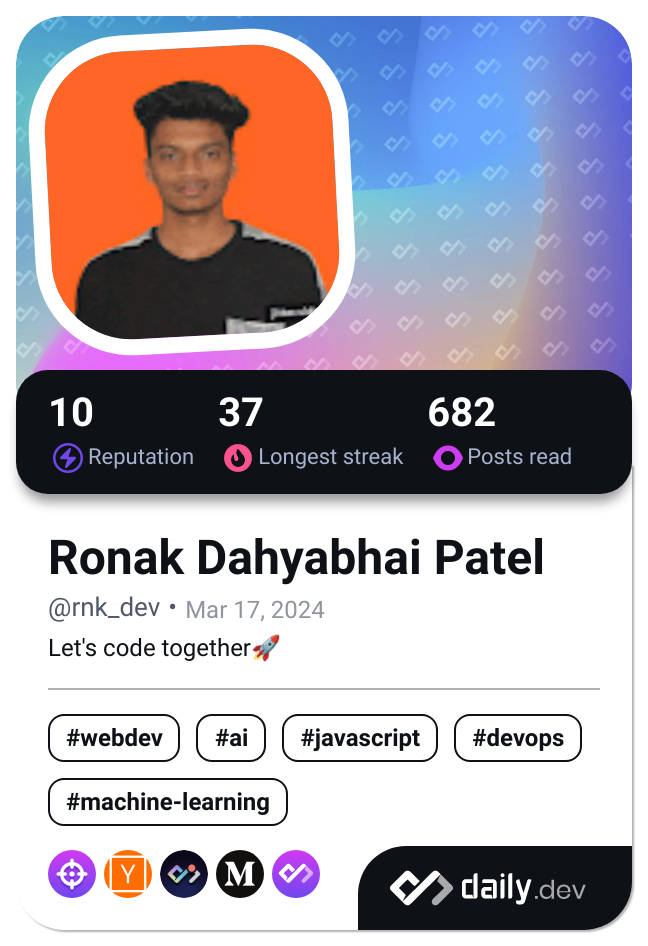 10 37 682
Reputation Longest streak Posts read
Ronak Dahyabhai Patel
@rnk_dev • Mar 17, 2024
Let's code together🚀
#webdev #ai #javascript #devops
#machine-learning
Y M
daily.dev